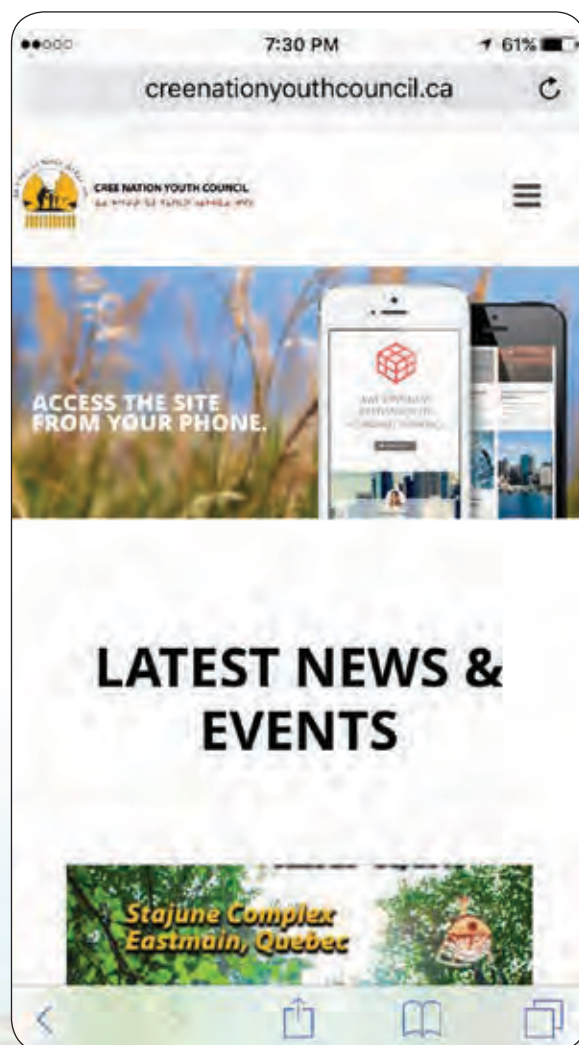 7:30 PM
61%
creenationyouthcouncil.ca
CREE NATION YOUTH COUNCIL
ACCESS THE SITE
FROM YOUR PHONE.
LATEST NEWS &
EVENTS
Stajune Complex
Eastmain, Quebec